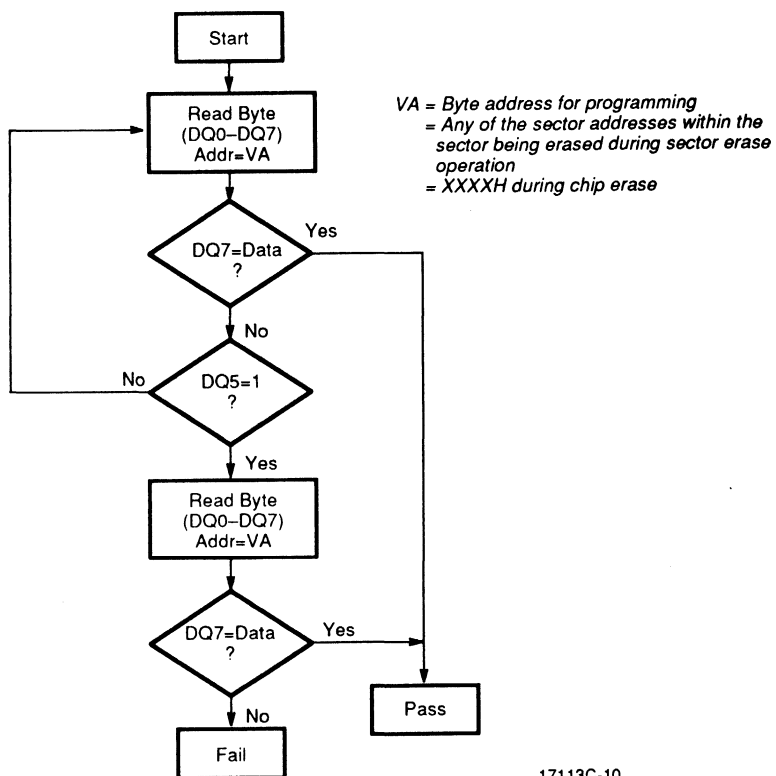 Start
Read Byte
(DQ0–DQ7)
Addr=VA
VA = Byte address for programming
= Any of the sector addresses within the
sector being erased during sector erase
operation
= XXXXH during chip erase
Yes
DQ7=Data
?
No
No
DQ5=1
?
Yes
Read Byte
(DQ0–DQ7)
Addr=VA
DQ7=Data
?
Yes
No
Pass
Fail
17113C-10